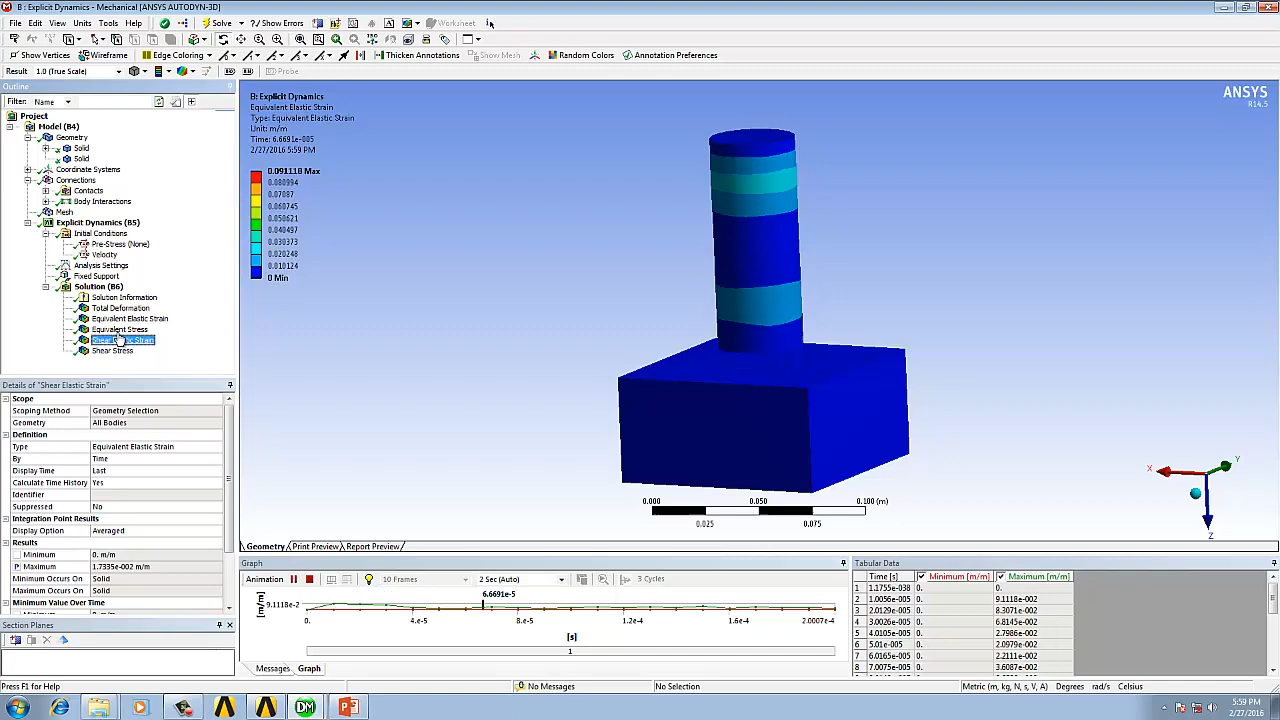 B: Explicit Dynamics - Mechanical [ANSYS AUTODYN-3D]
File Edit View Units Tools Help Solve ?/Show Errors Worksheet
Show Vertices Wireframe Edge Coloring Thicken Annotations Show Mesh Random Colors Annotation Preferences
Result 1.0 (True Scale) Probe
Outline
Filter: Name
Project
Model (B4)
Geometry
Solid
Solid
Coordinate Systems
Connections
Contacts
Body Interactions
Mesh
Explicit Dynamics (B5)
Initial Conditions
Pre-Stress (None)
Velocity
Analysis Settings
Fixed Support
Solution (B6)
Solution Information
Total Deformation
Equivalent Elastic Strain
Equivalent Stress
Shear Elastic Strain
Shear Stress
Details of "Shear Elastic Strain"
Scope
Scoping Method Geometry Selection
Geometry All Bodies
Definition
Type Equivalent Elastic Strain
By Time
Display Time Last
Calculate Time History Yes
Identifier
Suppressed No
Integration Point Results
Display Option Averaged
Results
Minimum 0. m/m
P Maximum 1.7335e-002 m/m
Minimum Occurs On Solid
Maximum Occurs On Solid
Minimum Value Over Time
Section Planes
B: Explicit Dynamics
Equivalent Elastic Strain
Type: Equivalent Elastic Strain
Unit: m/m
Time: 6.6691e-005
2/27/2016 5:59 PM
0.091118 Max
0.080994
0.07087
0.060745
0.050621
0.040497
0.030373
0.020248
0.010124
0 Min
ANSYS
R14.5
X Y Z
0.000 0.050 0.100 (m)
0.025 0.075
Geometry Print Preview Report Preview
Graph
Animation 10 Frames 2 Sec (Auto) 3 Cycles
6.6691e-5
[m/m]
9.1118e-2
0. 4.e-5 8.e-5 1.2e-4 1.6e-4 2.0007e-4
[s]
1
Messages Graph
Tabular Data
Time [s] Minimum [m/m] Maximum [m/m]
1 1.1755e-038 0. 0.
2 1.0056e-005 0. 9.1118e-002
3 2.0129e-005 0. 8.3071e-002
4 3.0026e-005 0. 6.8145e-002
5 4.0105e-005 0. 2.7986e-002
6 5.01e-005 0. 2.0979e-002
7 6.0165e-005 0. 2.2111e-002
8 7.0075e-005 0. 3.6087e-002
Press F1 for Help No Messages No Selection Metric (m, kg, N, s, V, A) Degrees rad/s Celsius
5:59 PM
2/27/2016